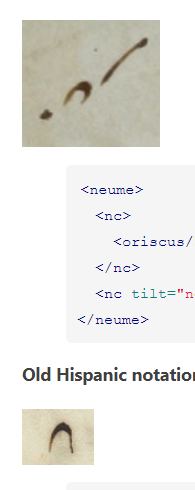 <neume>
<nc>
<oriscus/
</nc>
<nc tilt="n
</neume>
Old Hispanic notation